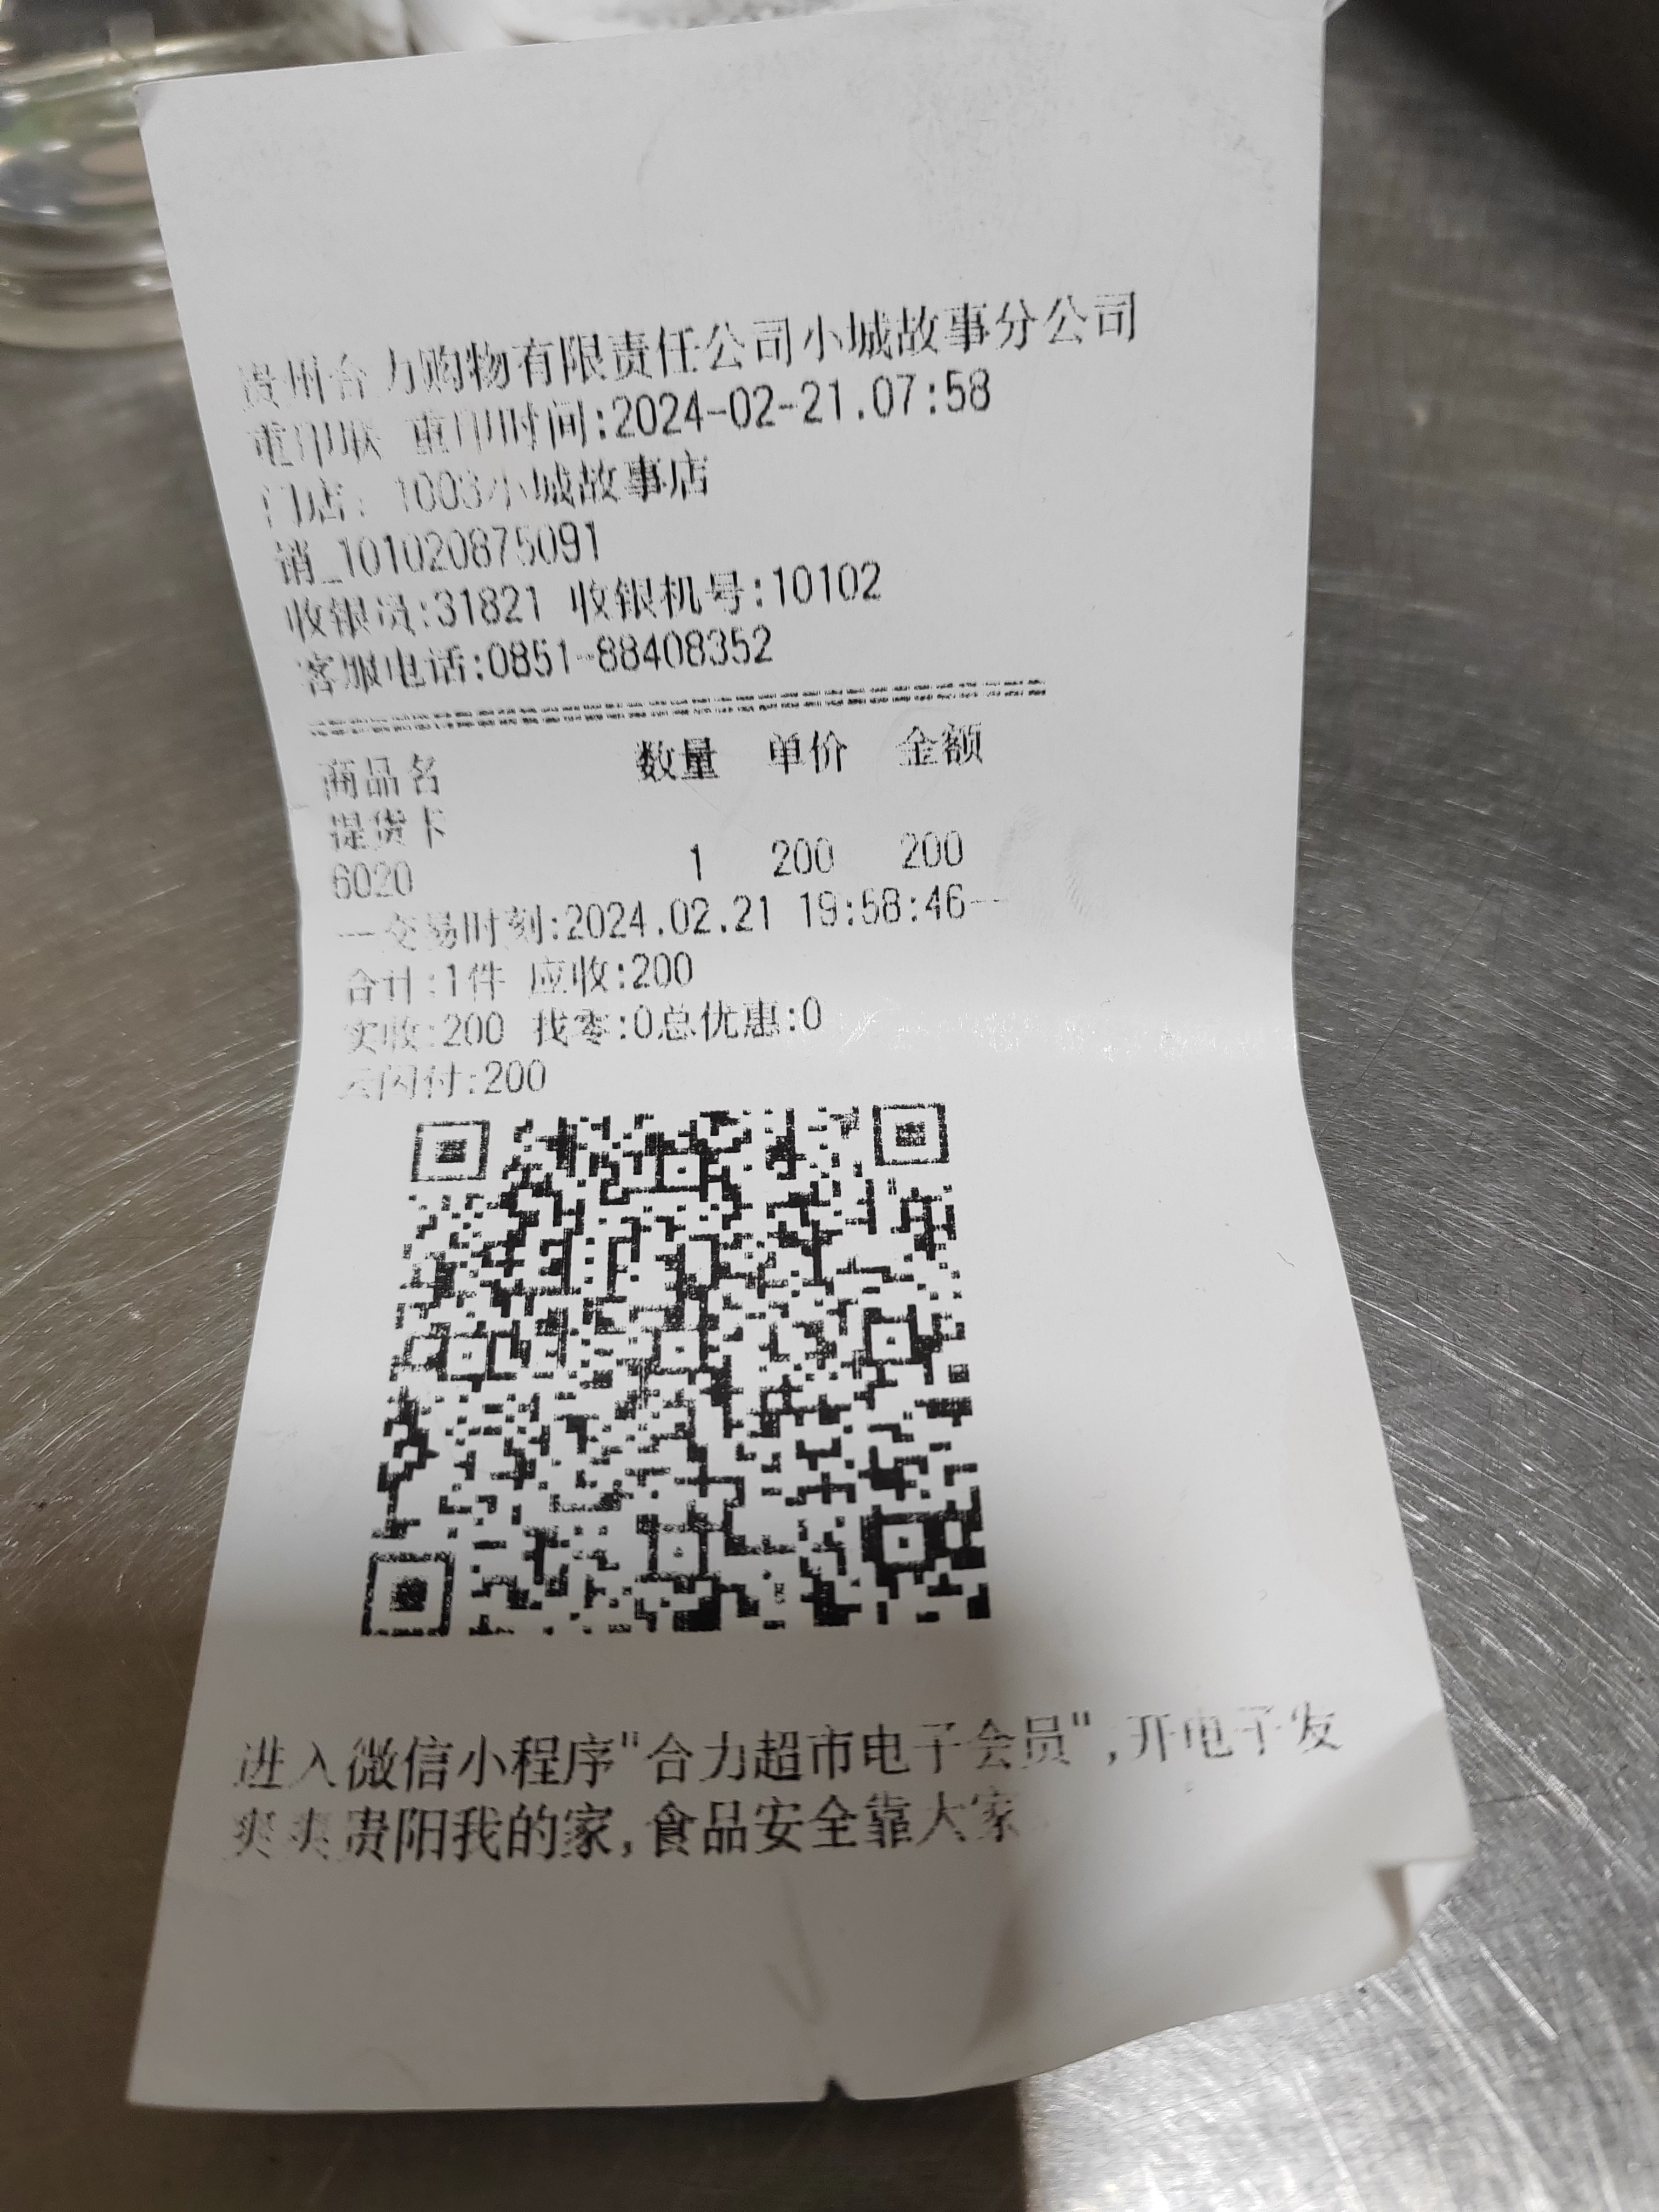 贵州合力购物有限责任公司小城故事分公司
重印联 重印时间:2024-02-21.07:58
门店: 1003小城故事店
销_101020875091
收银员:31821 收银机号:10102
客服电话:0851-88408352
================================
商品名 数量 单价 金额
提货卡
6020 1 200 200
---交易时刻:2024.02.21 19:58:46--
合计:1件 应收:200
实收:200 找零:0总优惠:0
云闪付:200
进入微信小程序"合力超市电子会员",开电子发
爽爽贵阳我的家,食品安全靠大家